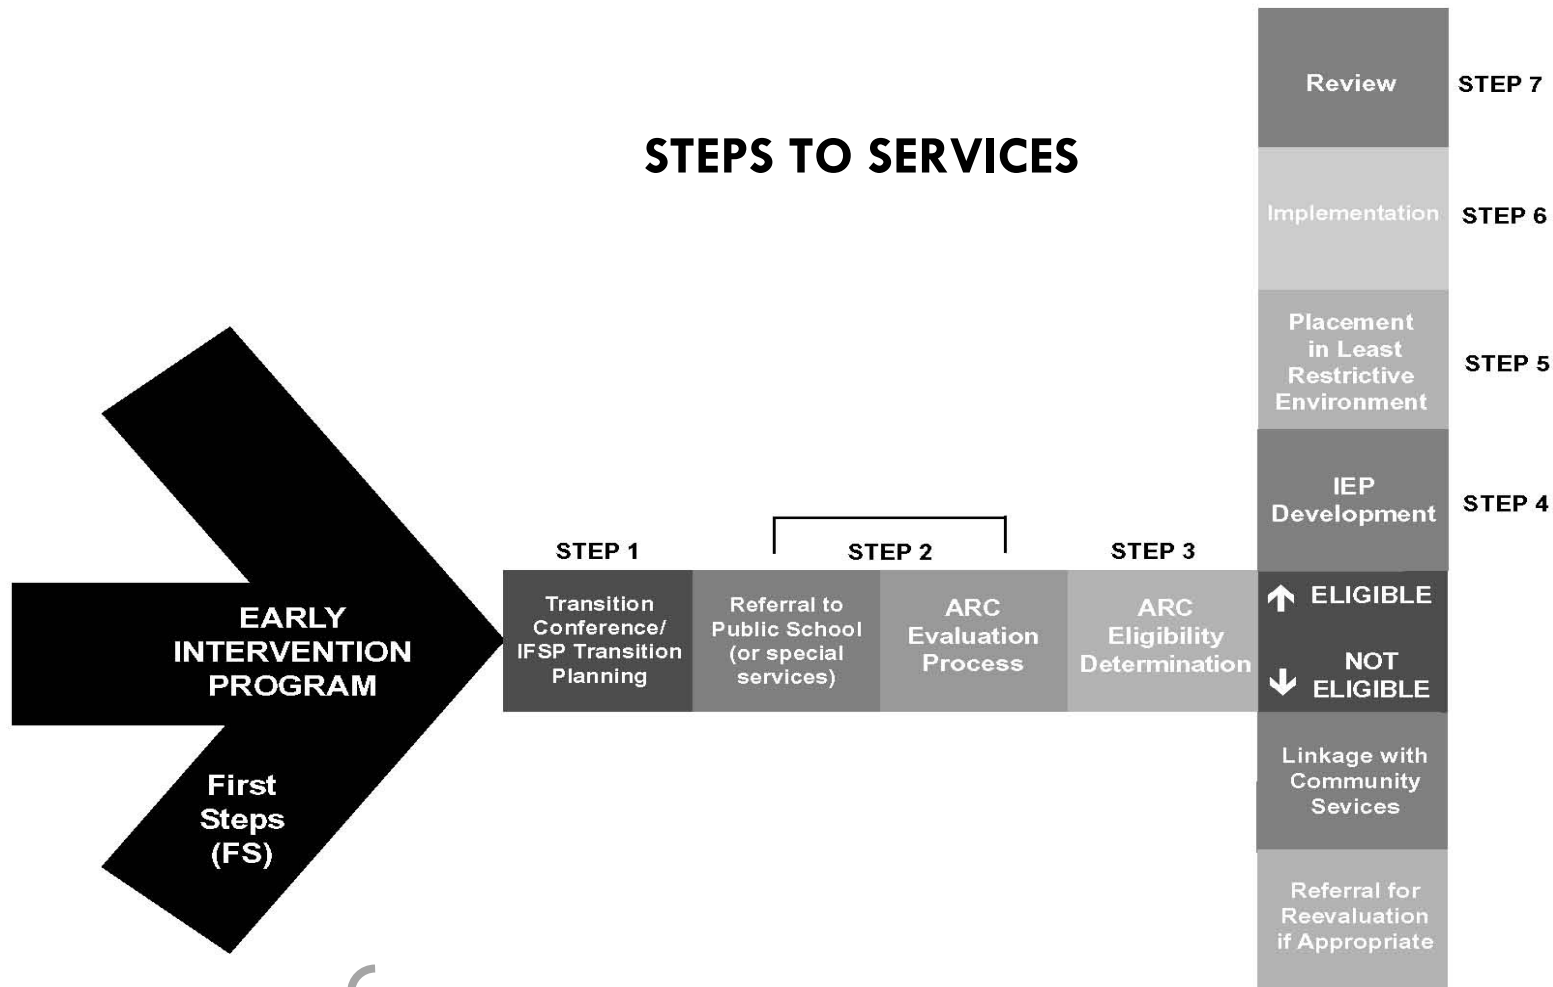 STEPS TO SERVICES
EARLY
INTERVENTION
PROGRAM
First
Steps
(FS)
STEP 1
Transition
Conference/
IFSP Transition
Planning
STEP 2
Referral to
Public School
(or special
services)
ARC
Evaluation
Process
STEP 3
ARC
Eligibility
Determination
ELIGIBLE
NOT
ELIGIBLE
IEP
Development
STEP 4
Placement
in Least
Restrictive
Environment
STEP 5
Implementation
STEP 6
Review
STEP 7
Linkage with
Community
Sevices
Referral for
Reevaluation
if Appropriate